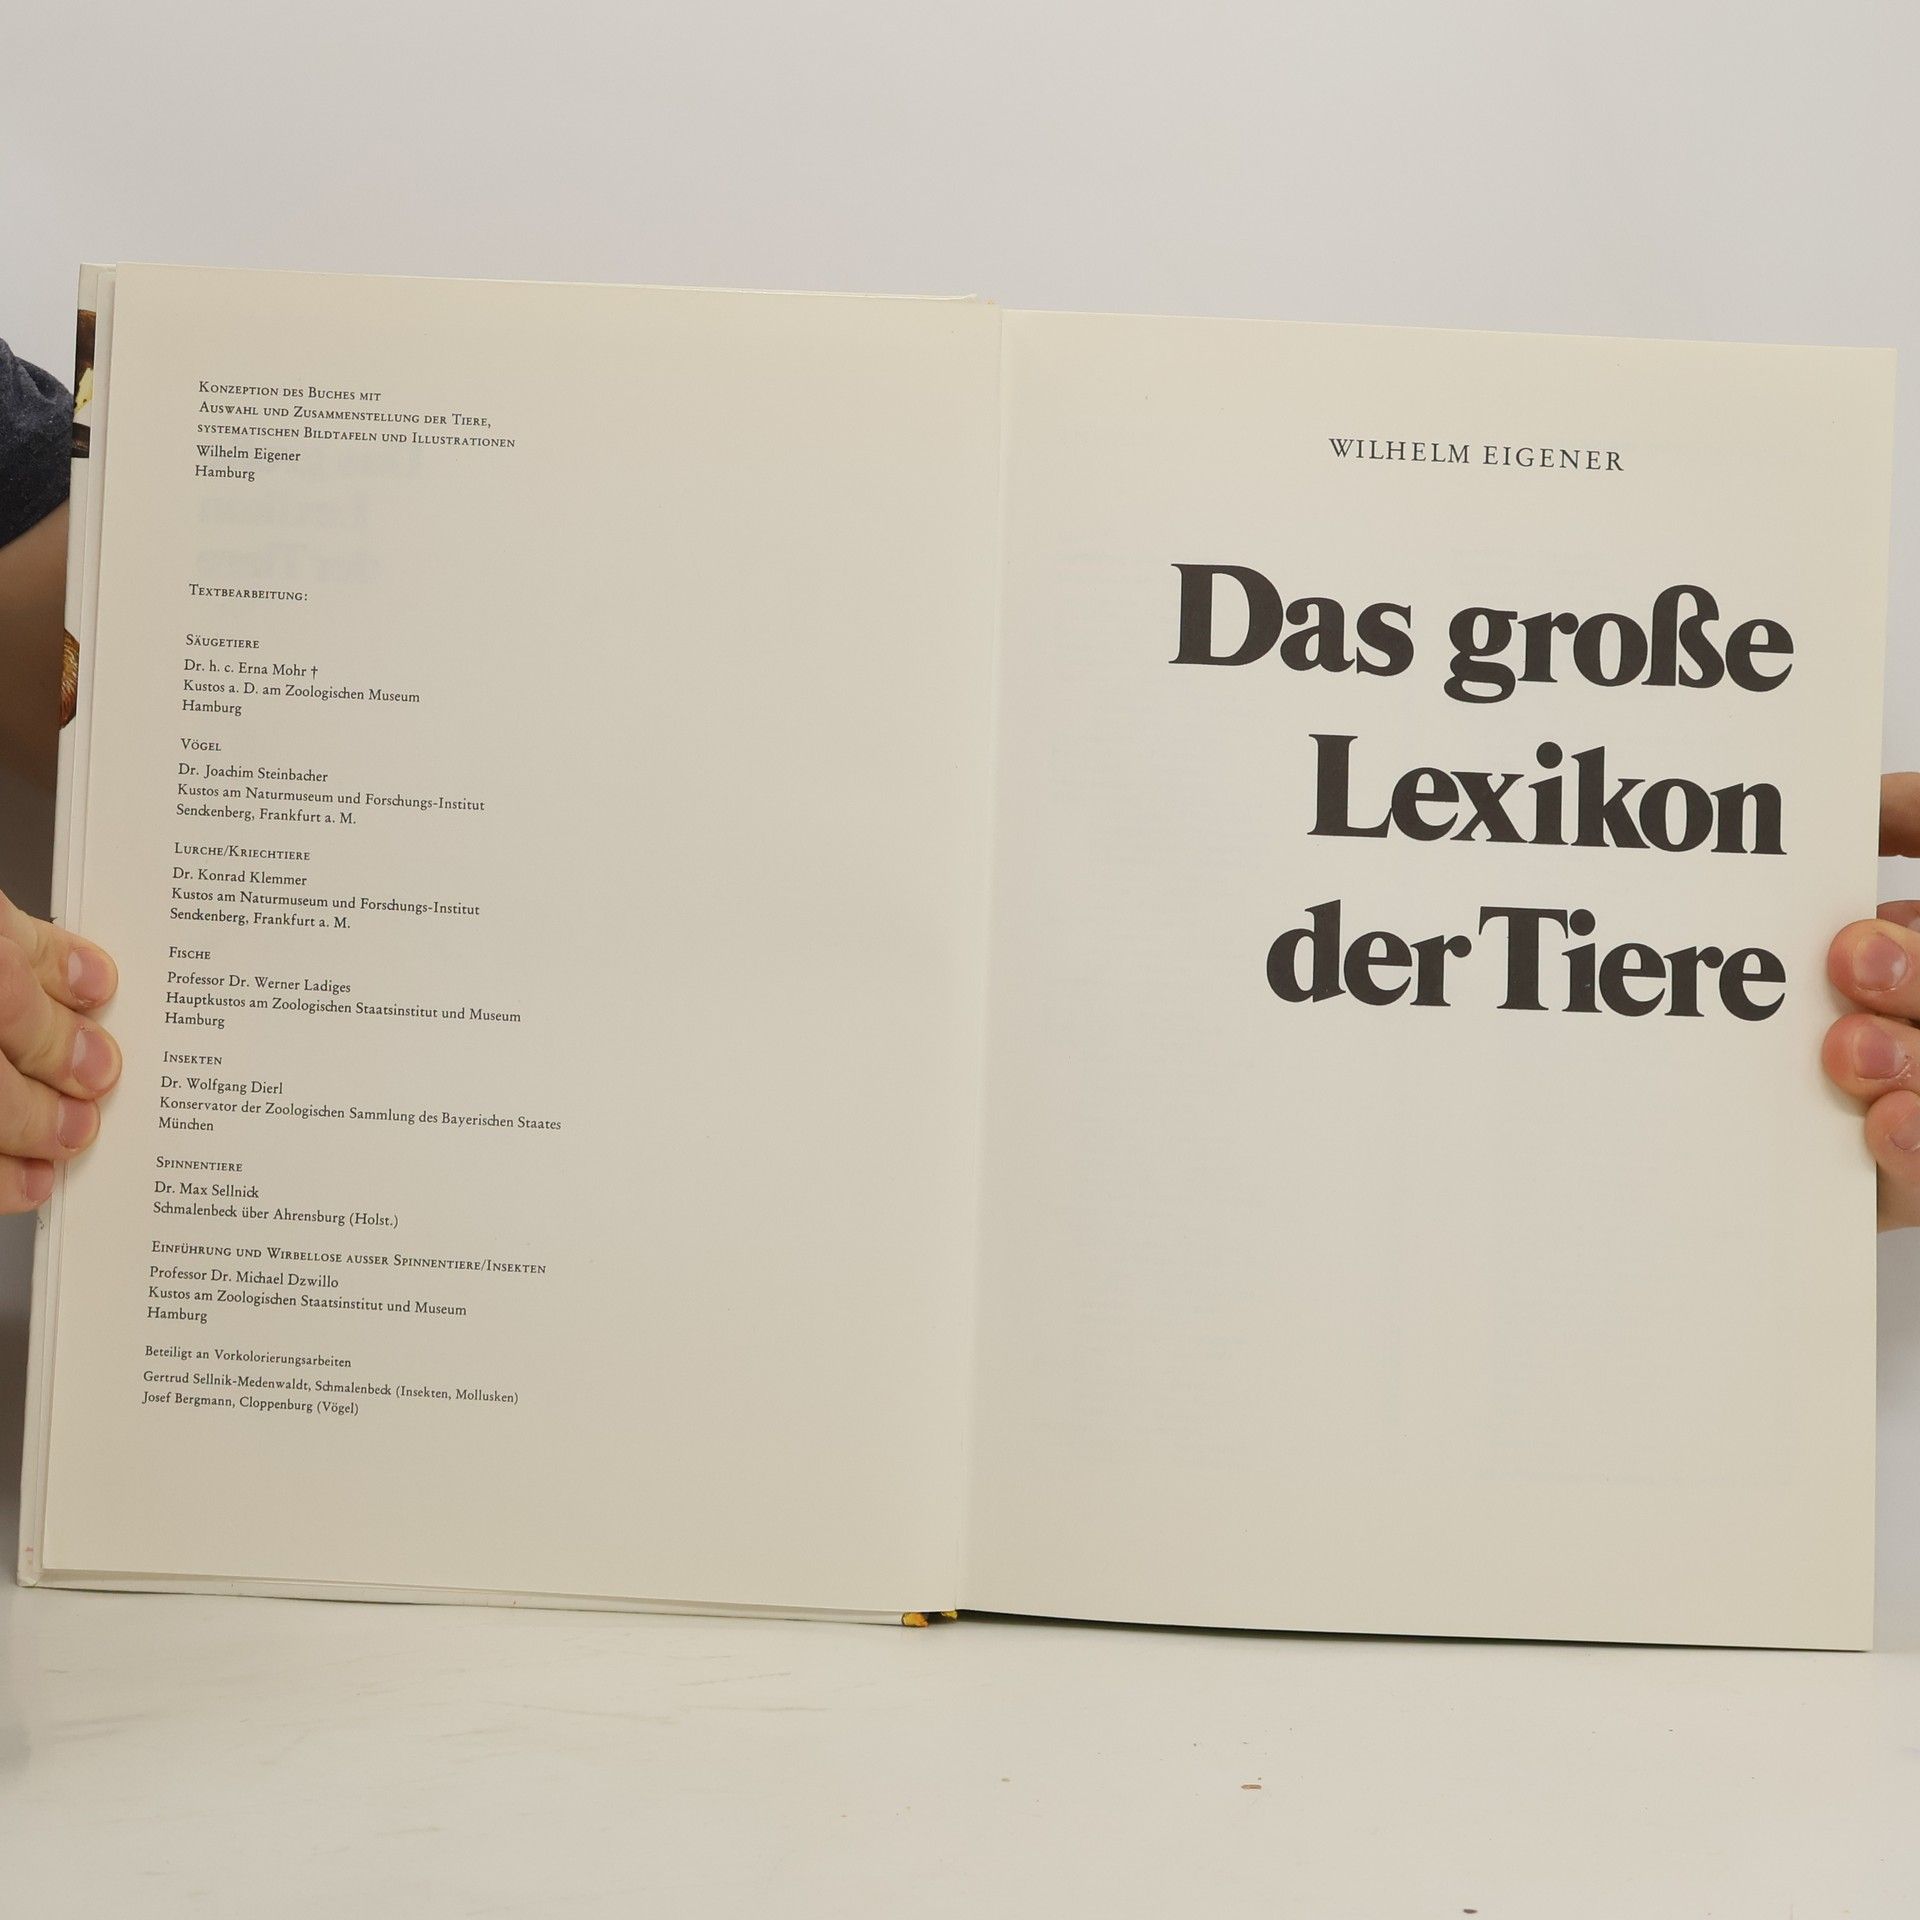 Konzeption des Buches mit
Auswahl und Zusammenstellung der Tiere,
systematischen Bildtafeln und Illustrationen
Wilhelm Eigener
Hamburg
Textbearbeitung:
Säugetiere
Dr. h. c. Erna Mohr †
Kustos a. D. am Zoologischen Museum
Hamburg
Vögel
Dr. Joachim Steinbacher
Kustos am Naturmuseum und Forschungs-Institut
Senckenberg, Frankfurt a. M.
Lurche/Kriechtiere
Dr. Konrad Klemmer
Kustos am Naturmuseum und Forschungs-Institut
Senckenberg, Frankfurt a. M.
Fische
Professor Dr. Werner Ladiges
Hauptkustos am Zoologischen Staatsinstitut und Museum
Hamburg
Insekten
Dr. Wolfgang Dierl
Konservator der Zoologischen Sammlung des Bayerischen Staates
München
Spinnentiere
Dr. Max Sellnick
Schmalenbeck über Ahrensburg (Holst.)
Einführung und Wirbellose ausser Spinnentiere/Insekten
Professor Dr. Michael Dzwillo
Kustos am Zoologischen Staatsinstitut und Museum
Hamburg
Beteiligt an Vorkolorierungsarbeiten
Gertrud Sellnik-Medenwaldt, Schmalenbeck (Insekten, Mollusken)
Josef Bergmann, Cloppenburg (Vögel)
WILHELM EIGENER
Das große
Lexikon
der Tiere